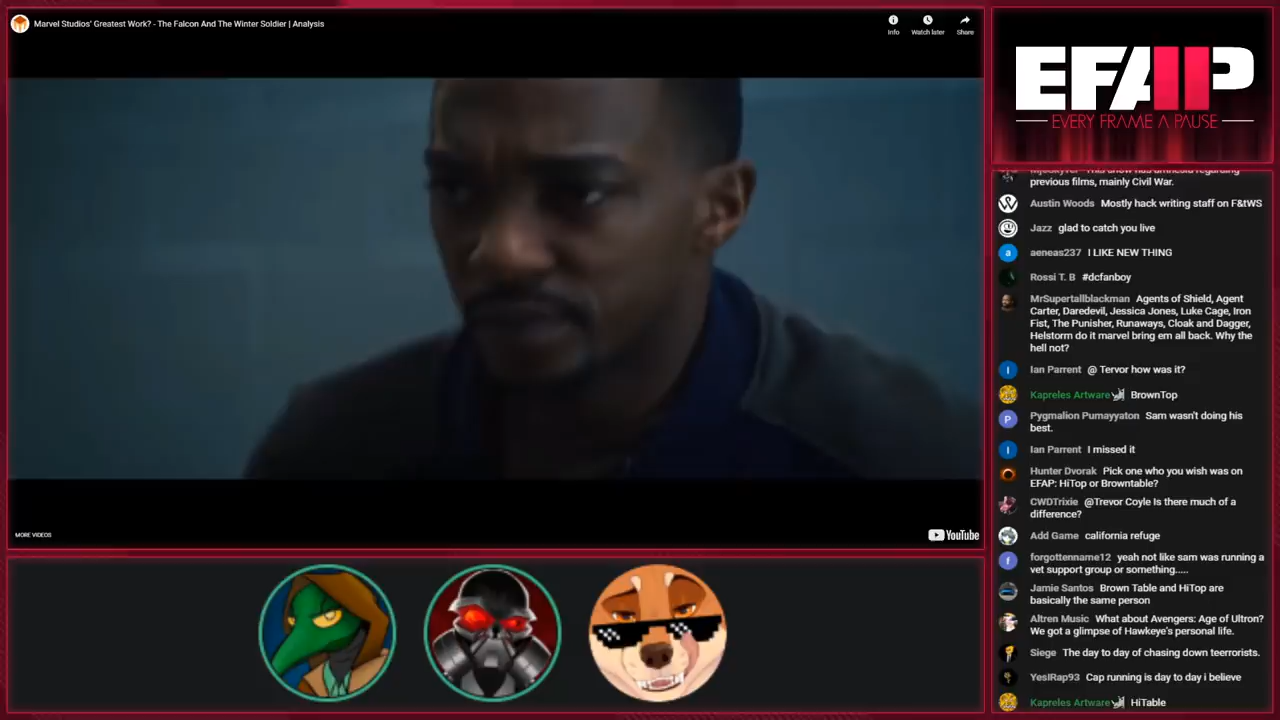 Marvel Studios' Greatest Work? - The Falcon And The Winter Soldier | Analysis
Info
Watch later
Share
MORE VIDEOS
YouTube
EFAP
EVERY FRAME A PAUSE
previous films, mainly Civil War.
Austin Woods Mostly hack writing staff on F&tWS
Jazz glad to catch you live
aeneas237 I LIKE NEW THING
Rossi T. B #dcfanboy
MrSupertallblackman Agents of Shield, Agent
Carter, Daredevil, Jessica Jones, Luke Cage, Iron
Fist, The Punisher, Runaways, Cloak and Dagger,
Helstorm do it marvel bring em all back. Why the
hell not?
Ian Parrent @ Tervor how was it?
Kapreles Artware BrownTop
Pygmalion Pumayyaton Sam wasn't doing his
best.
Ian Parrent I missed it
Hunter Dvorak Pick one who you wish was on
EFAP: HiTop or Browntable?
CWDTrixie @Trevor Coyle Is there much of a
difference?
Add Game california refuge
forgottenname12 yeah not like sam was running a
vet support group or something.....
Jamie Santos Brown Table and HiTop are
basically the same person
Altren Music What about Avengers: Age of Ultron?
We got a glimpse of Hawkeye's personal life.
Siege The day to day of chasing down teerrorists.
YesIRap93 Cap running is day to day i believe
Kapreles Artware HiTable